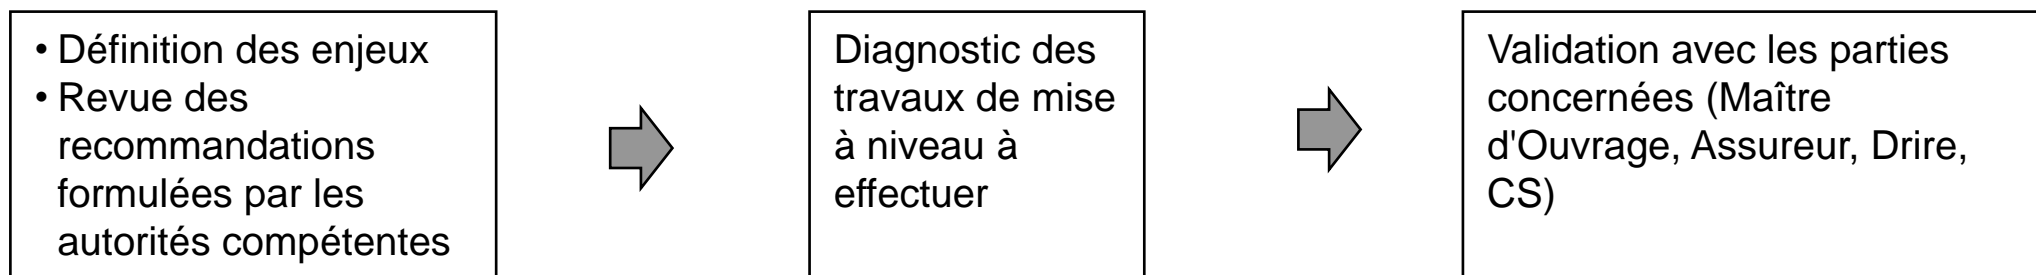 • Définition des enjeux
• Revue des
recommandations
formulées par les
autorités compétentes
Diagnostic des
travaux de mise
à niveau à
effectuer
Validation avec les parties
concernées (Maître
d'Ouvrage, Assureur, Drire,
CS)